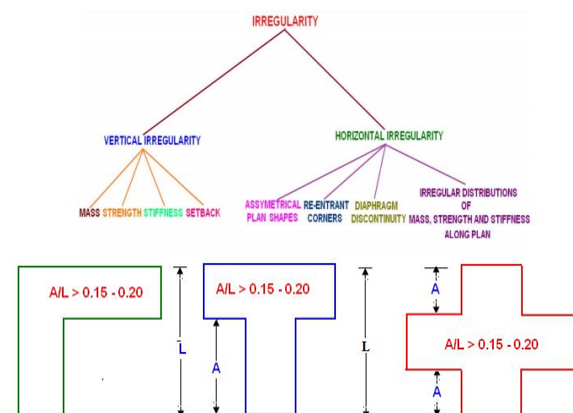 IRREGULARITY
VERTICAL IRREGULARITY
HORIZONTAL IRREGULARITY
MASS STRENGTH STIFFNESS SETBACK
ASSYMETRICAL
PLAN SHAPES
RE-ENTRANT
CORNERS
DIAPHRAGM
DISCONTINUITY
IRREGULAR DISTRIBUTIONS
OF
MASS, STRENGTH AND STIFFNESS
ALONG PLAN
A/L > 0.15 - 0.20
L
A/L > 0.15 - 0.20
A
L
A
A/L > 0.15 - 0.20
A